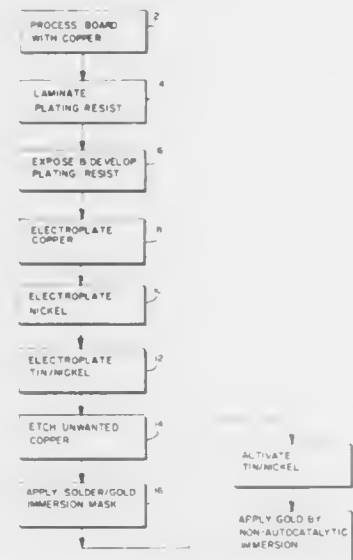 PROCESS BOARD
WITH COPPER
2
LAMINATE
PLATING RESIST
4
EXPOSE & DEVELOP
PLATING RESIST
6
ELECTROPLATE
COPPER
8
ELECTROPLATE
NICKEL
ELECTROPLATE
TIN/NICKEL
12
ETCH UNWANTED
COPPER
14
APPLY SOLDER/GOLD
IMMERSION MASK
16
ACTIVATE
TIN/NICKEL
APPLY GOLD BY
NON-AUTOCATALYTIC
IMMERSION